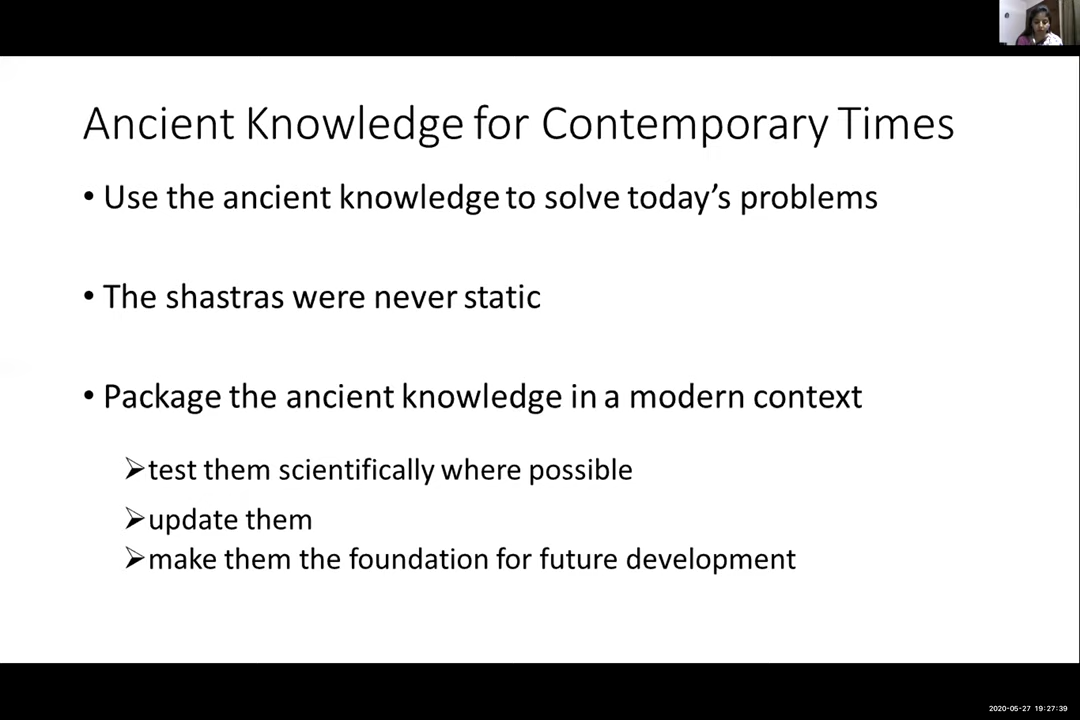 Ancient Knowledge for Contemporary Times
• Use the ancient knowledge to solve today’s problems
• The shastras were never static
• Package the ancient knowledge in a modern context
➢test them scientifically where possible
➢update them
➢make them the foundation for future development
2020-05-27 19:27:39